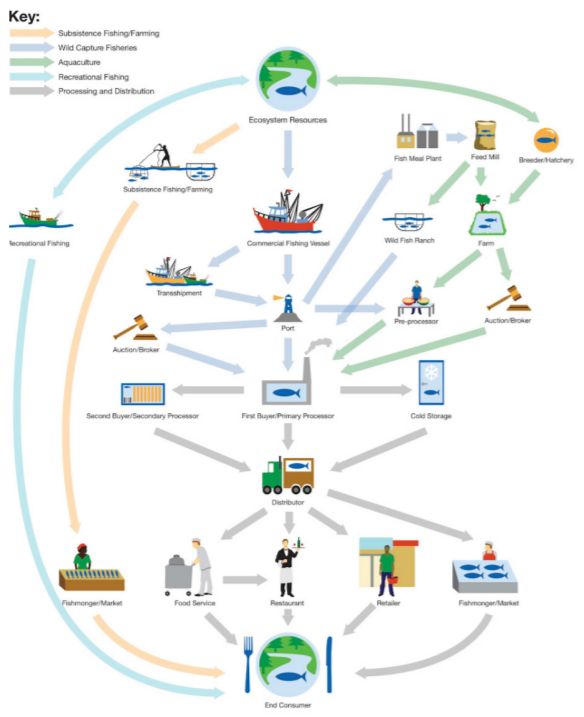 Key:
Subsistence Fishing/Farming
Wild Capture Fisheries
Aquaculture
Recreational Fishing
Processing and Distribution
Ecosystem Resources
Fish Meal Plant
Feed Mill
Breeder/Hatchery
Subsistence Fishing/Farming
Recreational Fishing
Commercial Fishing Vessel
Wild Fish Ranch
Farm
Transshipment
Port
Pre-processor
Auction/Broker
Auction/Broker
Second Buyer/Secondary Processor
First Buyer/Primary Processor
Cold Storage
Distributor
Fishmonger/Market
Food Service
Restaurant
Retailer
Fishmonger/Market
End Consumer